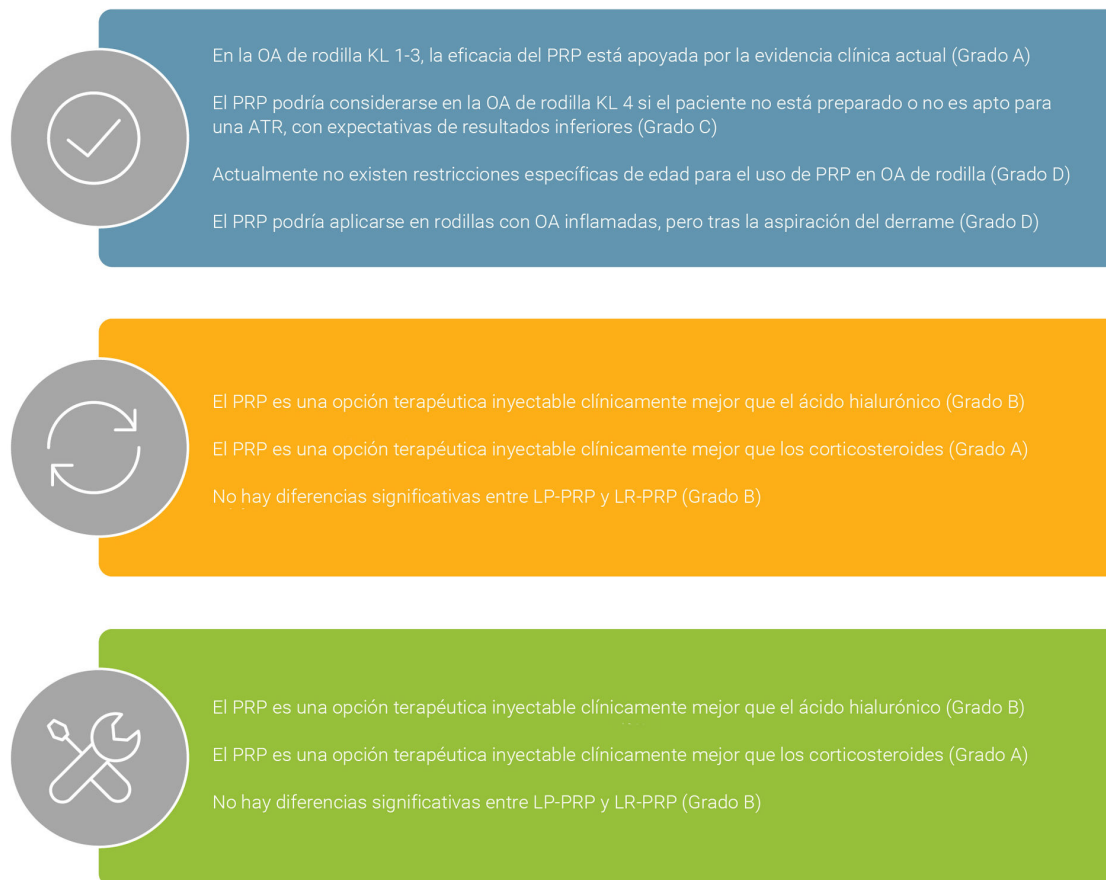 En la OA de rodilla KL 1-3, la eficacia del PRP está apoyada por la evidencia clínica actual (Grado A)
El PRP podría considerarse en la OA de rodilla KL 4 si el paciente no está preparado o no es apto para
una ATR, con expectativas de resultados inferiores (Grado C)
Actualmente no existen restricciones específicas de edad para el uso de PRP en OA de rodilla (Grado D)
El PRP podría aplicarse en rodillas con OA inflamadas, pero tras la aspiración del derrame (Grado D)
El PRP es una opción terapéutica inyectable clínicamente mejor que el ácido hialurónico (Grado B)
El PRP es una opción terapéutica inyectable clínicamente mejor que los corticosteroides (Grado A)
No hay diferencias significativas entre LP-PRP y LR-PRP (Grado B)
El PRP es una opción terapéutica inyectable clínicamente mejor que el ácido hialurónico (Grado B)
El PRP es una opción terapéutica inyectable clínicamente mejor que los corticosteroides (Grado A)
No hay diferencias significativas entre LP-PRP y LR-PRP (Grado B)